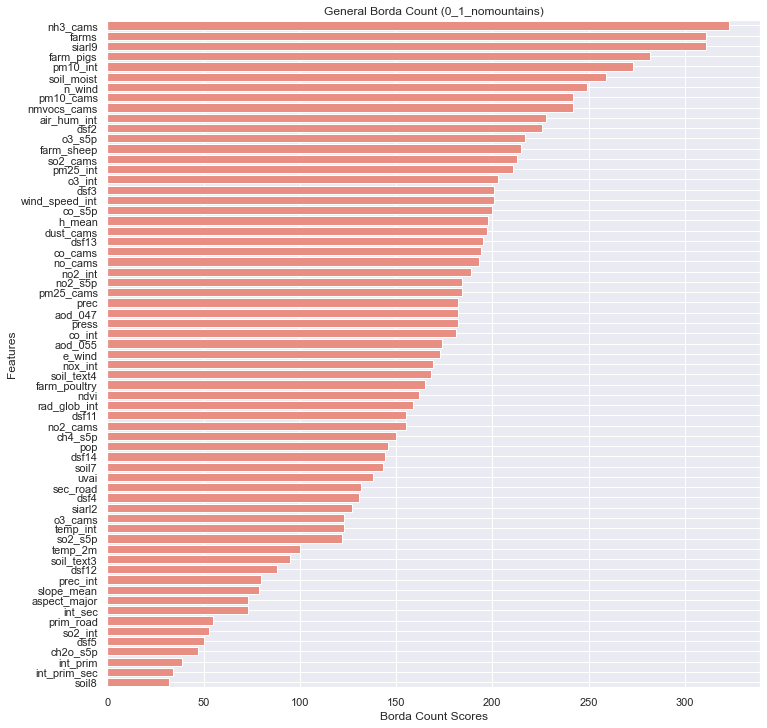 General Borda Count (0_1_nomountains)
nh3_cams
farms
siarl9
farm_pigs
pm10_int
soil_moist
n_wind
pm10_cams
nmvocs_cams
air_hum_int
dsf2
o3_s5p
farm_sheep
so2_cams
pm25_int
o3_int
dsf3
wind_speed_int
co_s5p
h_mean
dust_cams
dsf13
co_cams
no_cams
no2_int
no2_s5p
pm25_cams
prec
aod_047
press
co_int
aod_055
e_wind
nox_int
soil_text4
farm_poultry
ndvi
rad_glob_int
dsf11
no2_cams
ch4_s5p
pop
dsf14
soil7
uvai
sec_road
dsf4
siarl2
o3_cams
temp_int
so2_s5p
temp_2m
soil_text3
dsf12
prec_int
slope_mean
aspect_major
int_sec
prim_road
so2_int
dsf5
ch2o_s5p
int_prim
int_prim_sec
soil8
Features
0 50 100 150 200 250 300
Borda Count Scores